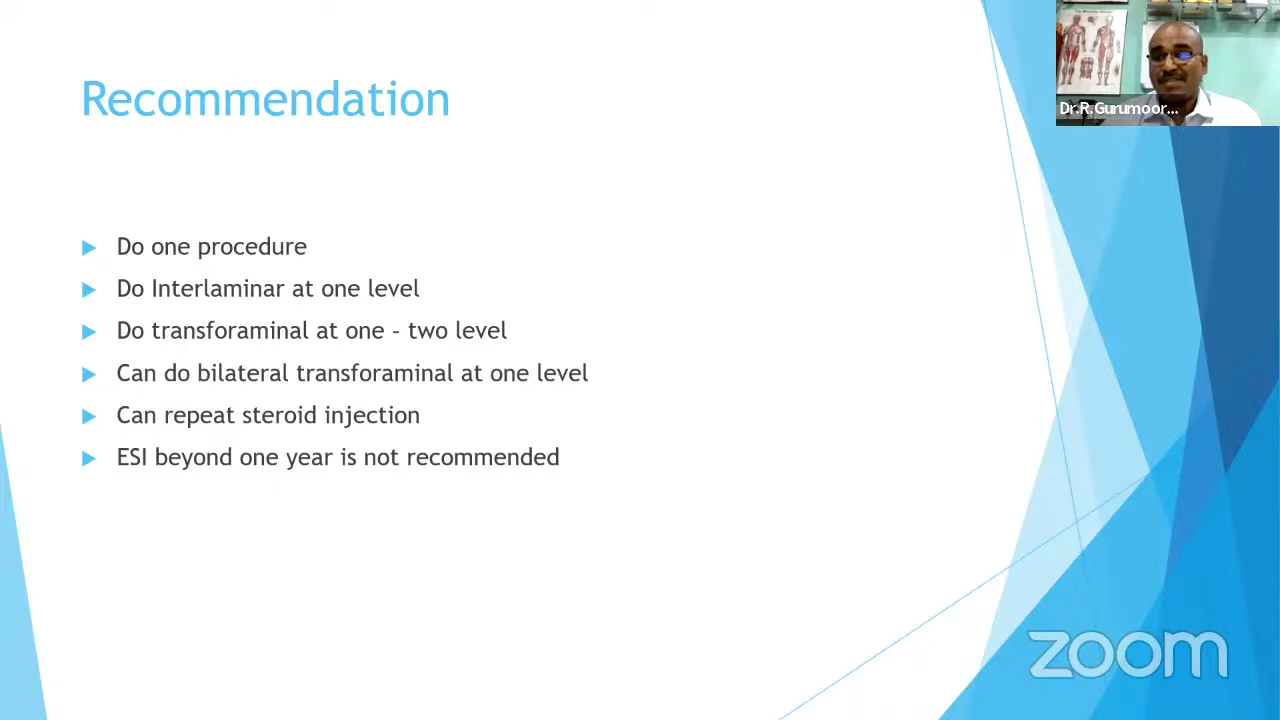 Recommendation
Do one procedure
Do Interlaminar at one level
Do transforaminal at one – two level
Can do bilateral transforaminal at one level
Can repeat steroid injection
ESI beyond one year is not recommended
Dr.R.Gurumoor...
zoom